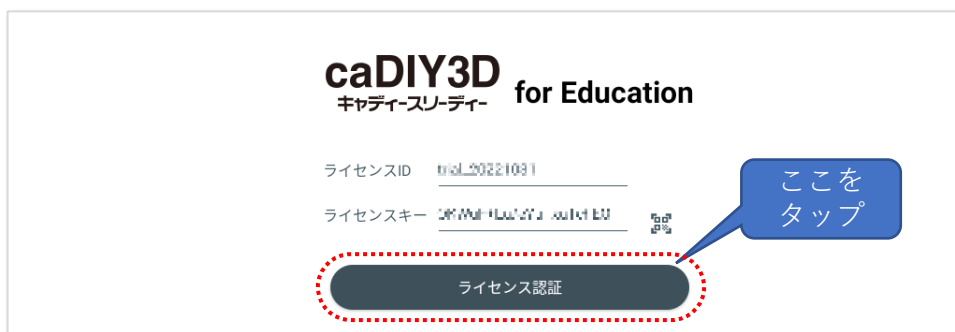 caDIY3D
キャディースリーディー
for Education
ライセンスID
ライセンスキー
ここを
タップ
ライセンス認証